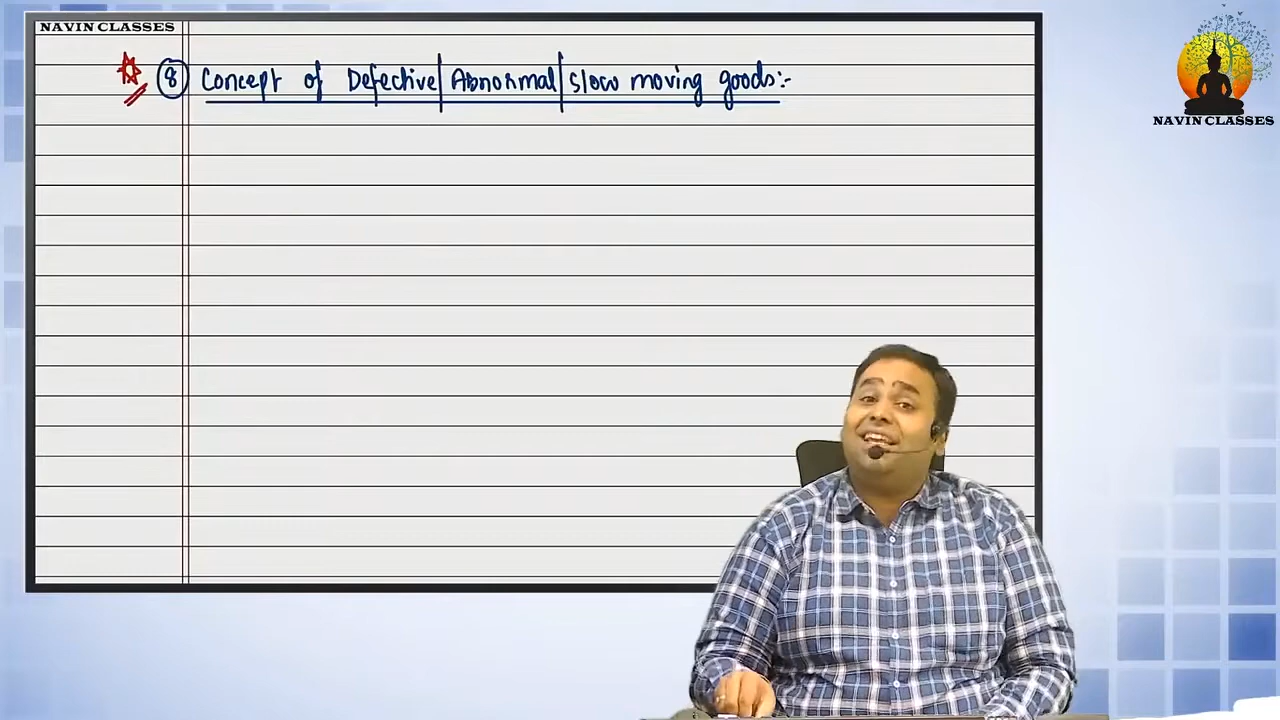 NAVIN CLASSES
⑧ Concept of Defective|Abnormal|Slow moving goods:-
NAVIN CLASSES